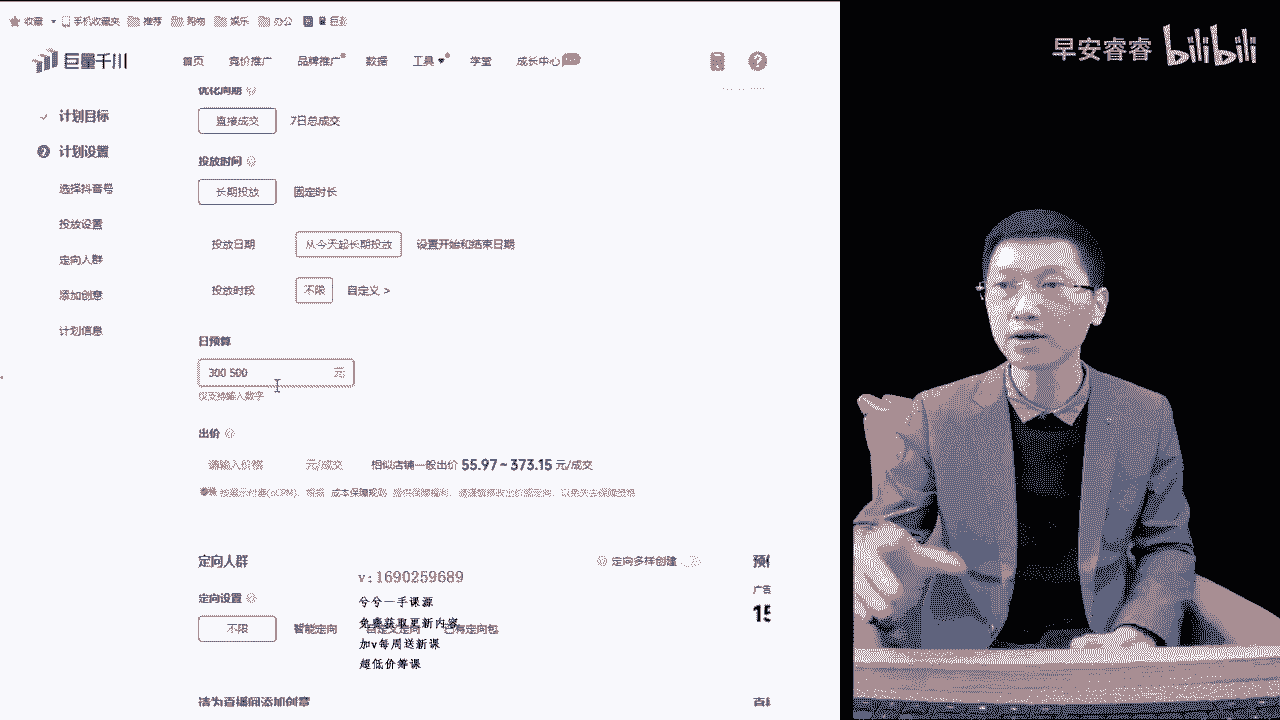 收藏 手机收藏夹 推荐 购物 娱乐 办公 巨
早安睿睿 bilibili
巨量千川 首页 竞价推广 品牌推广 数据 工具 学堂 成长中心
优化周期
计划目标
直接成交 7日总成交
计划设置
投放时间
选择抖音号
长期投放 固定时长
投放设置
投放日期 从今天起长期投放 设置开始和结束日期
定向人群
添加创意
投放时段 不限 自定义 >
计划信息
日预算
300 500 元
仅支持输入数字
出价
请输入价格 元/成交 相似店铺一般出价 55.97 ~ 373.15 元/成交
定向人群 定向多样创建
v:1690259689
广告
定向设置
兮兮一手课源
15
免费获取更新内容
不限 智能定向 自定义定向 已有定向包
加v每周送新课
超低价筹课
请为直播间添加创意